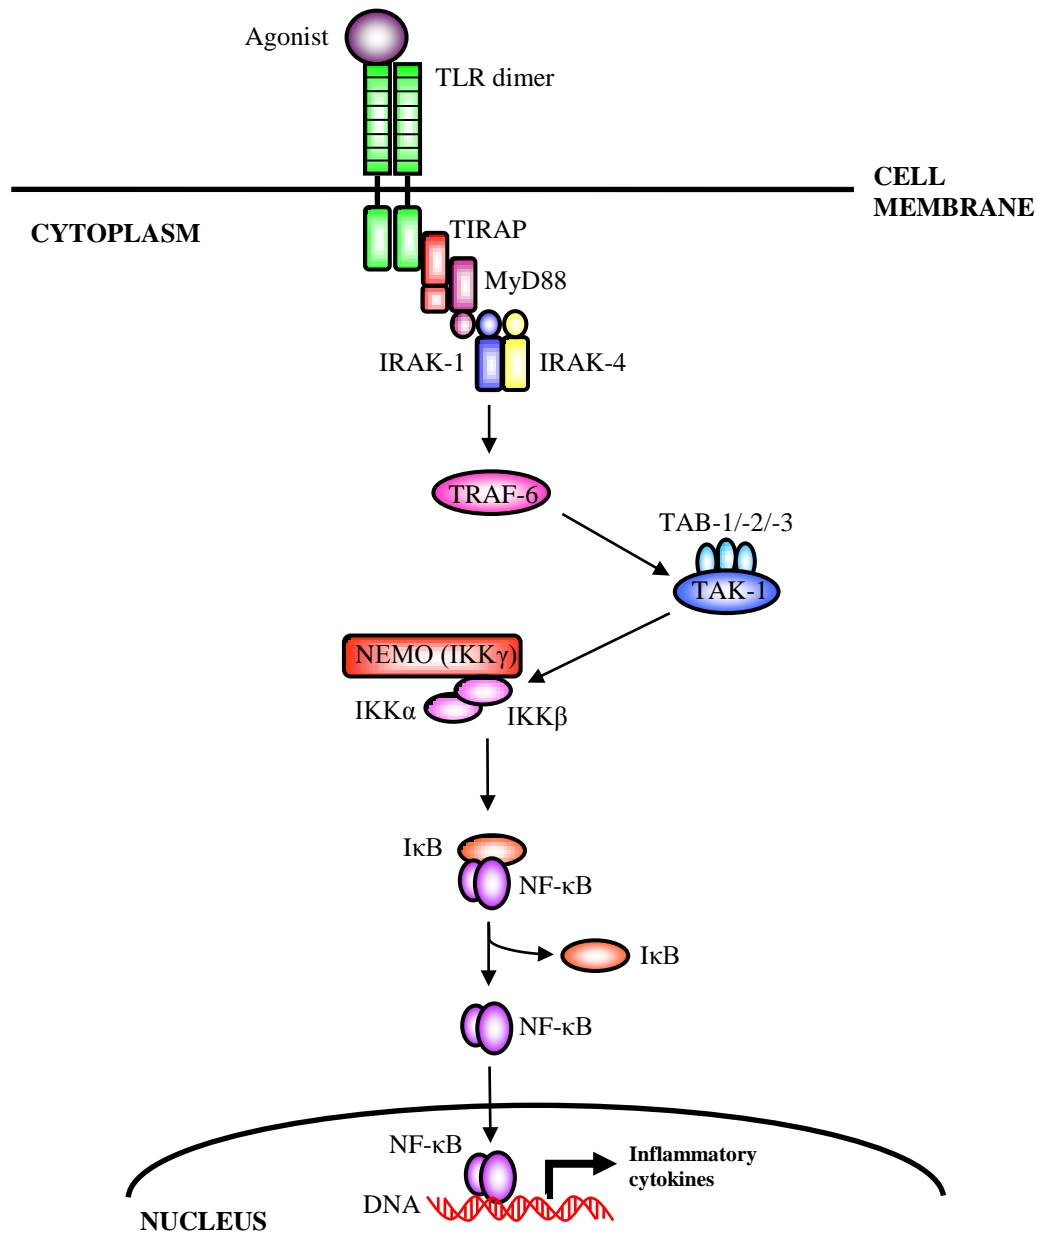 Agonist
TLR dimer
CELL
MEMBRANE
CYTOPLASM
TIRAP
MyD88
IRAK-1
IRAK-4
TRAF-6
TAB-1/-2/-3
TAK-1
NEMO (IKKγ)
IKKα
IKKβ
IκB
NF-κB
IκB
NF-κB
NF-κB
Inflammatory
cytokines
DNA
NUCLEUS